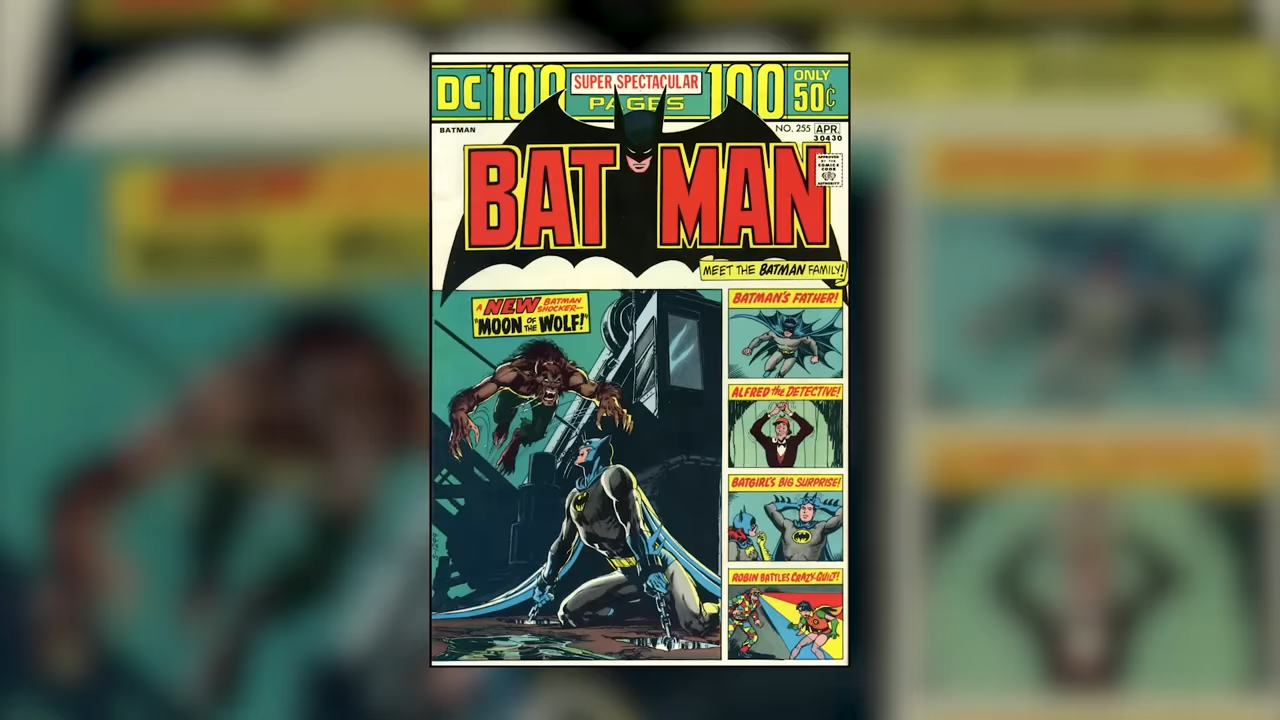 DC 100 SUPER SPECTACULAR 100 ONLY
PAGES 50¢
BATMAN NO. 255 APR.
30430
APPROVED
BY THE
COMICS
CODE
AUTHORITY
BATMAN
MEET THE BATMAN FAMILY!
A NEW BATMAN
SHOCKER--
"MOON OF THE WOLF!"
BATMAN'S FATHER!
ALFRED the DETECTIVE!
BATGIRL'S BIG SURPRISE!
ROBIN BATTLES CRAZY-QUILT!